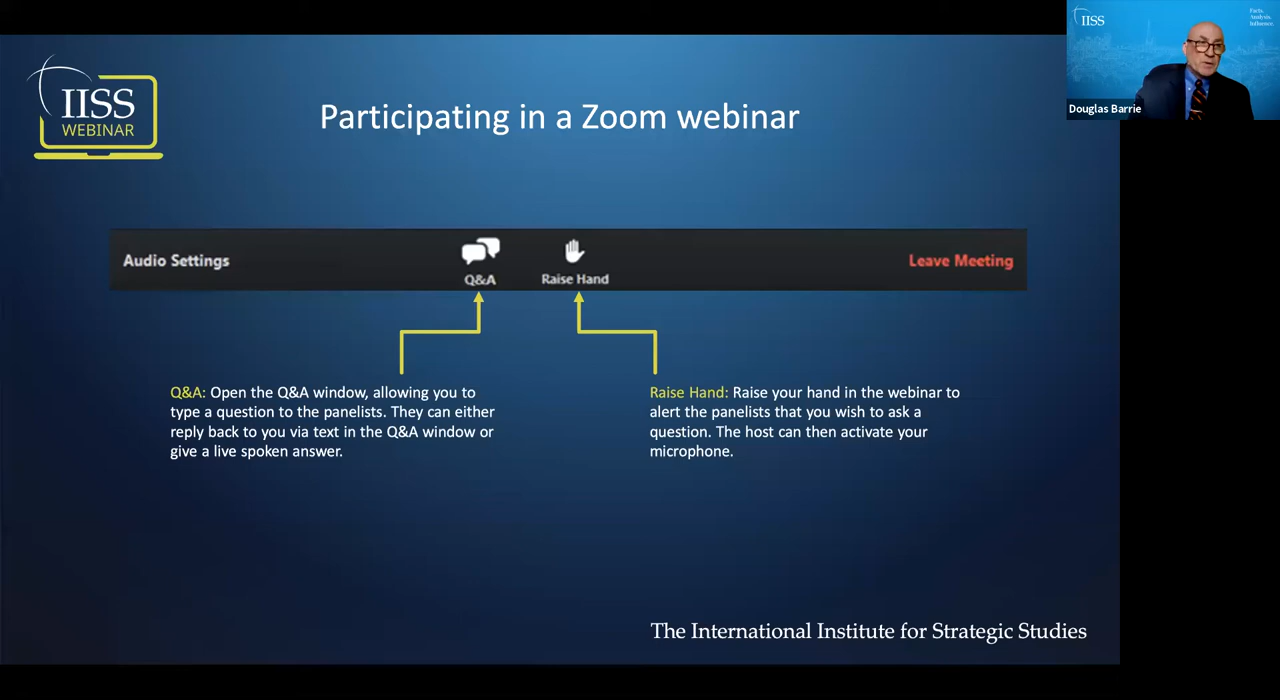 IISS
WEBINAR
Participating in a Zoom webinar
IISS
Facts.
Analysis.
Influence.
Douglas Barrie
Audio Settings
Q&A
Raise Hand
Leave Meeting
Q&A: Open the Q&A window, allowing you to
type a question to the panelists. They can either
reply back to you via text in the Q&A window or
give a live spoken answer.
Raise Hand: Raise your hand in the webinar to
alert the panelists that you wish to ask a
question. The host can then activate your
microphone.
The International Institute for Strategic Studies